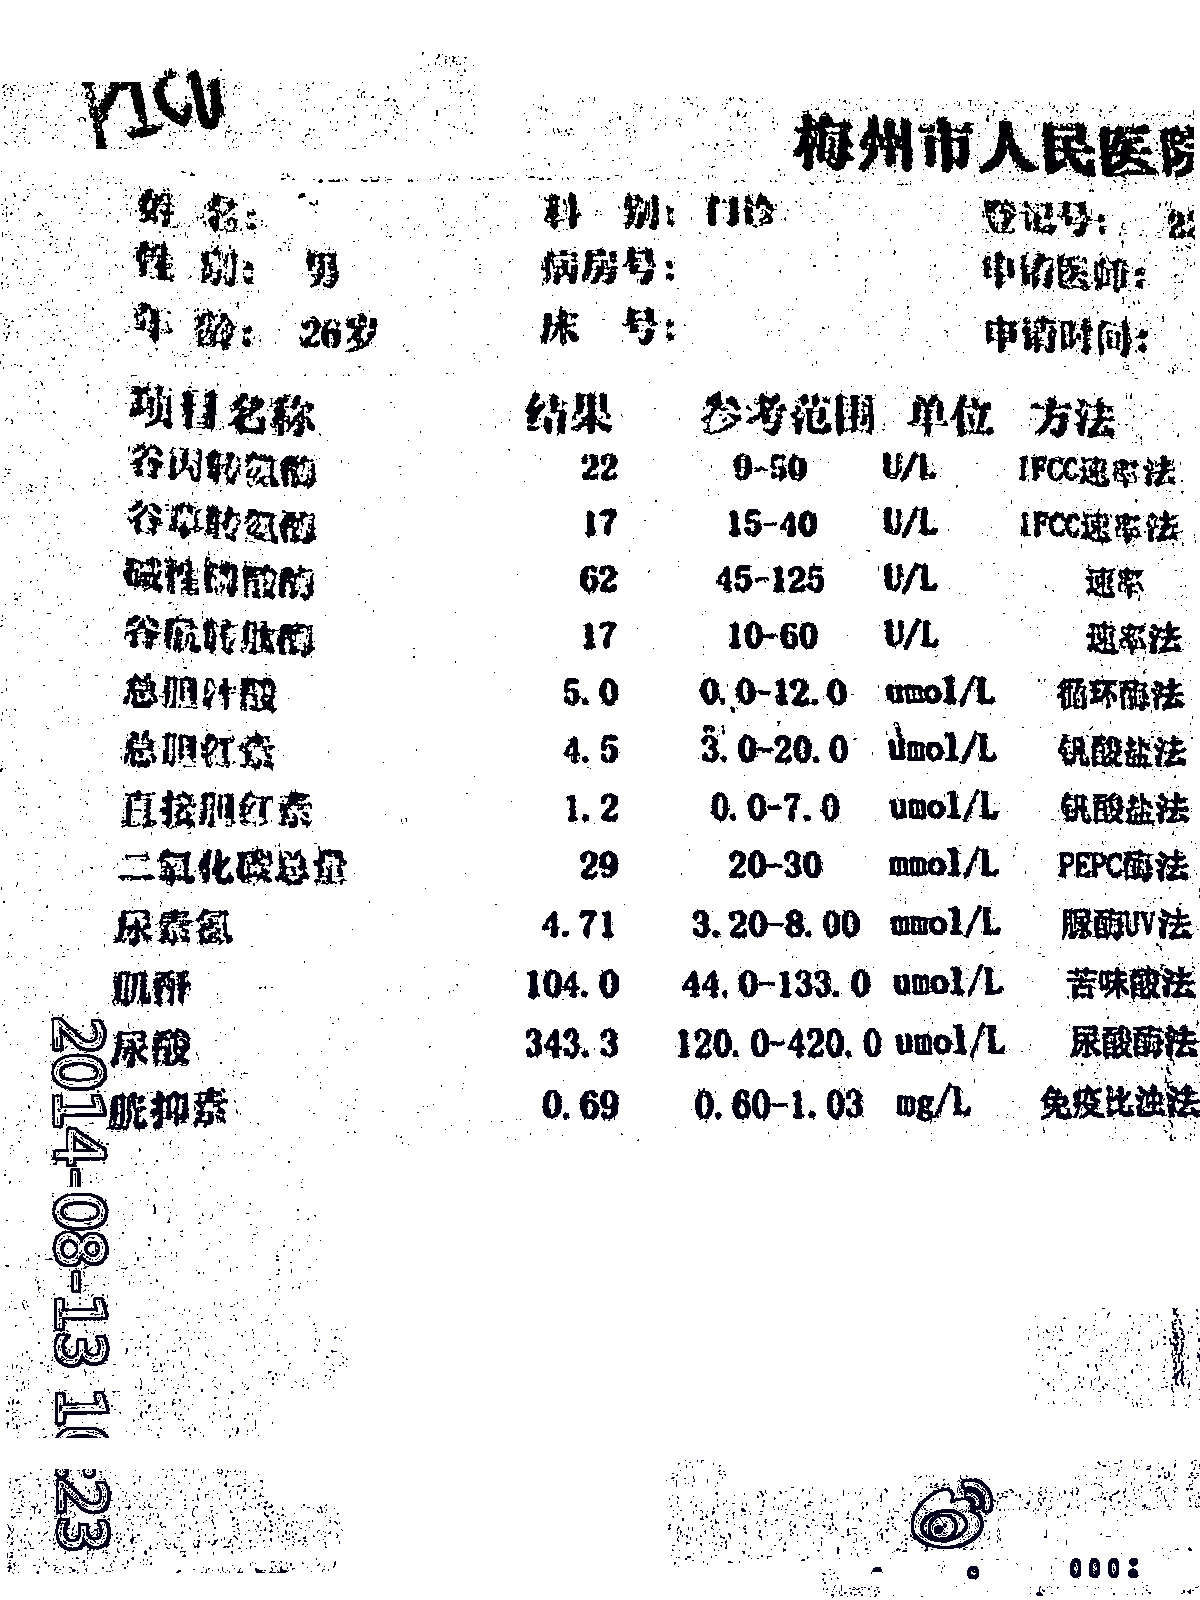 YICU
梅州市人民医院
姓 名： 科 别：门诊 登记号：
性 别： 男 病房号： 申请医师：
年 龄： 26岁 床 号： 申请时间：
项目名称 结果 参考范围 单位 方法
谷丙转氨酶 22 9-50 U/L IFCC速率法
谷草转氨酶 17 15-40 U/L IFCC速率法
碱性磷酸酶 62 45-125 U/L 速率
谷氨转肽酶 17 10-60 U/L 速率法
总胆汁酸 5.0 0.0-12.0 umol/L 循环酶法
总胆红素 4.5 3.0-20.0 umol/L 钒酸盐法
直接胆红素 1.2 0.0-7.0 umol/L 钒酸盐法
二氧化碳总量 29 20-30 mmol/L PEPC酶法
尿素氮 4.71 3.20-8.00 mmol/L 脲酶UV法
肌酐 104.0 44.0-133.0 umol/L 苦味酸法
尿酸 343.3 120.0-420.0 umol/L 尿酸酶法
胱抑素 0.69 0.60-1.03 mg/L 免疫比浊法
2014-08-13
:23